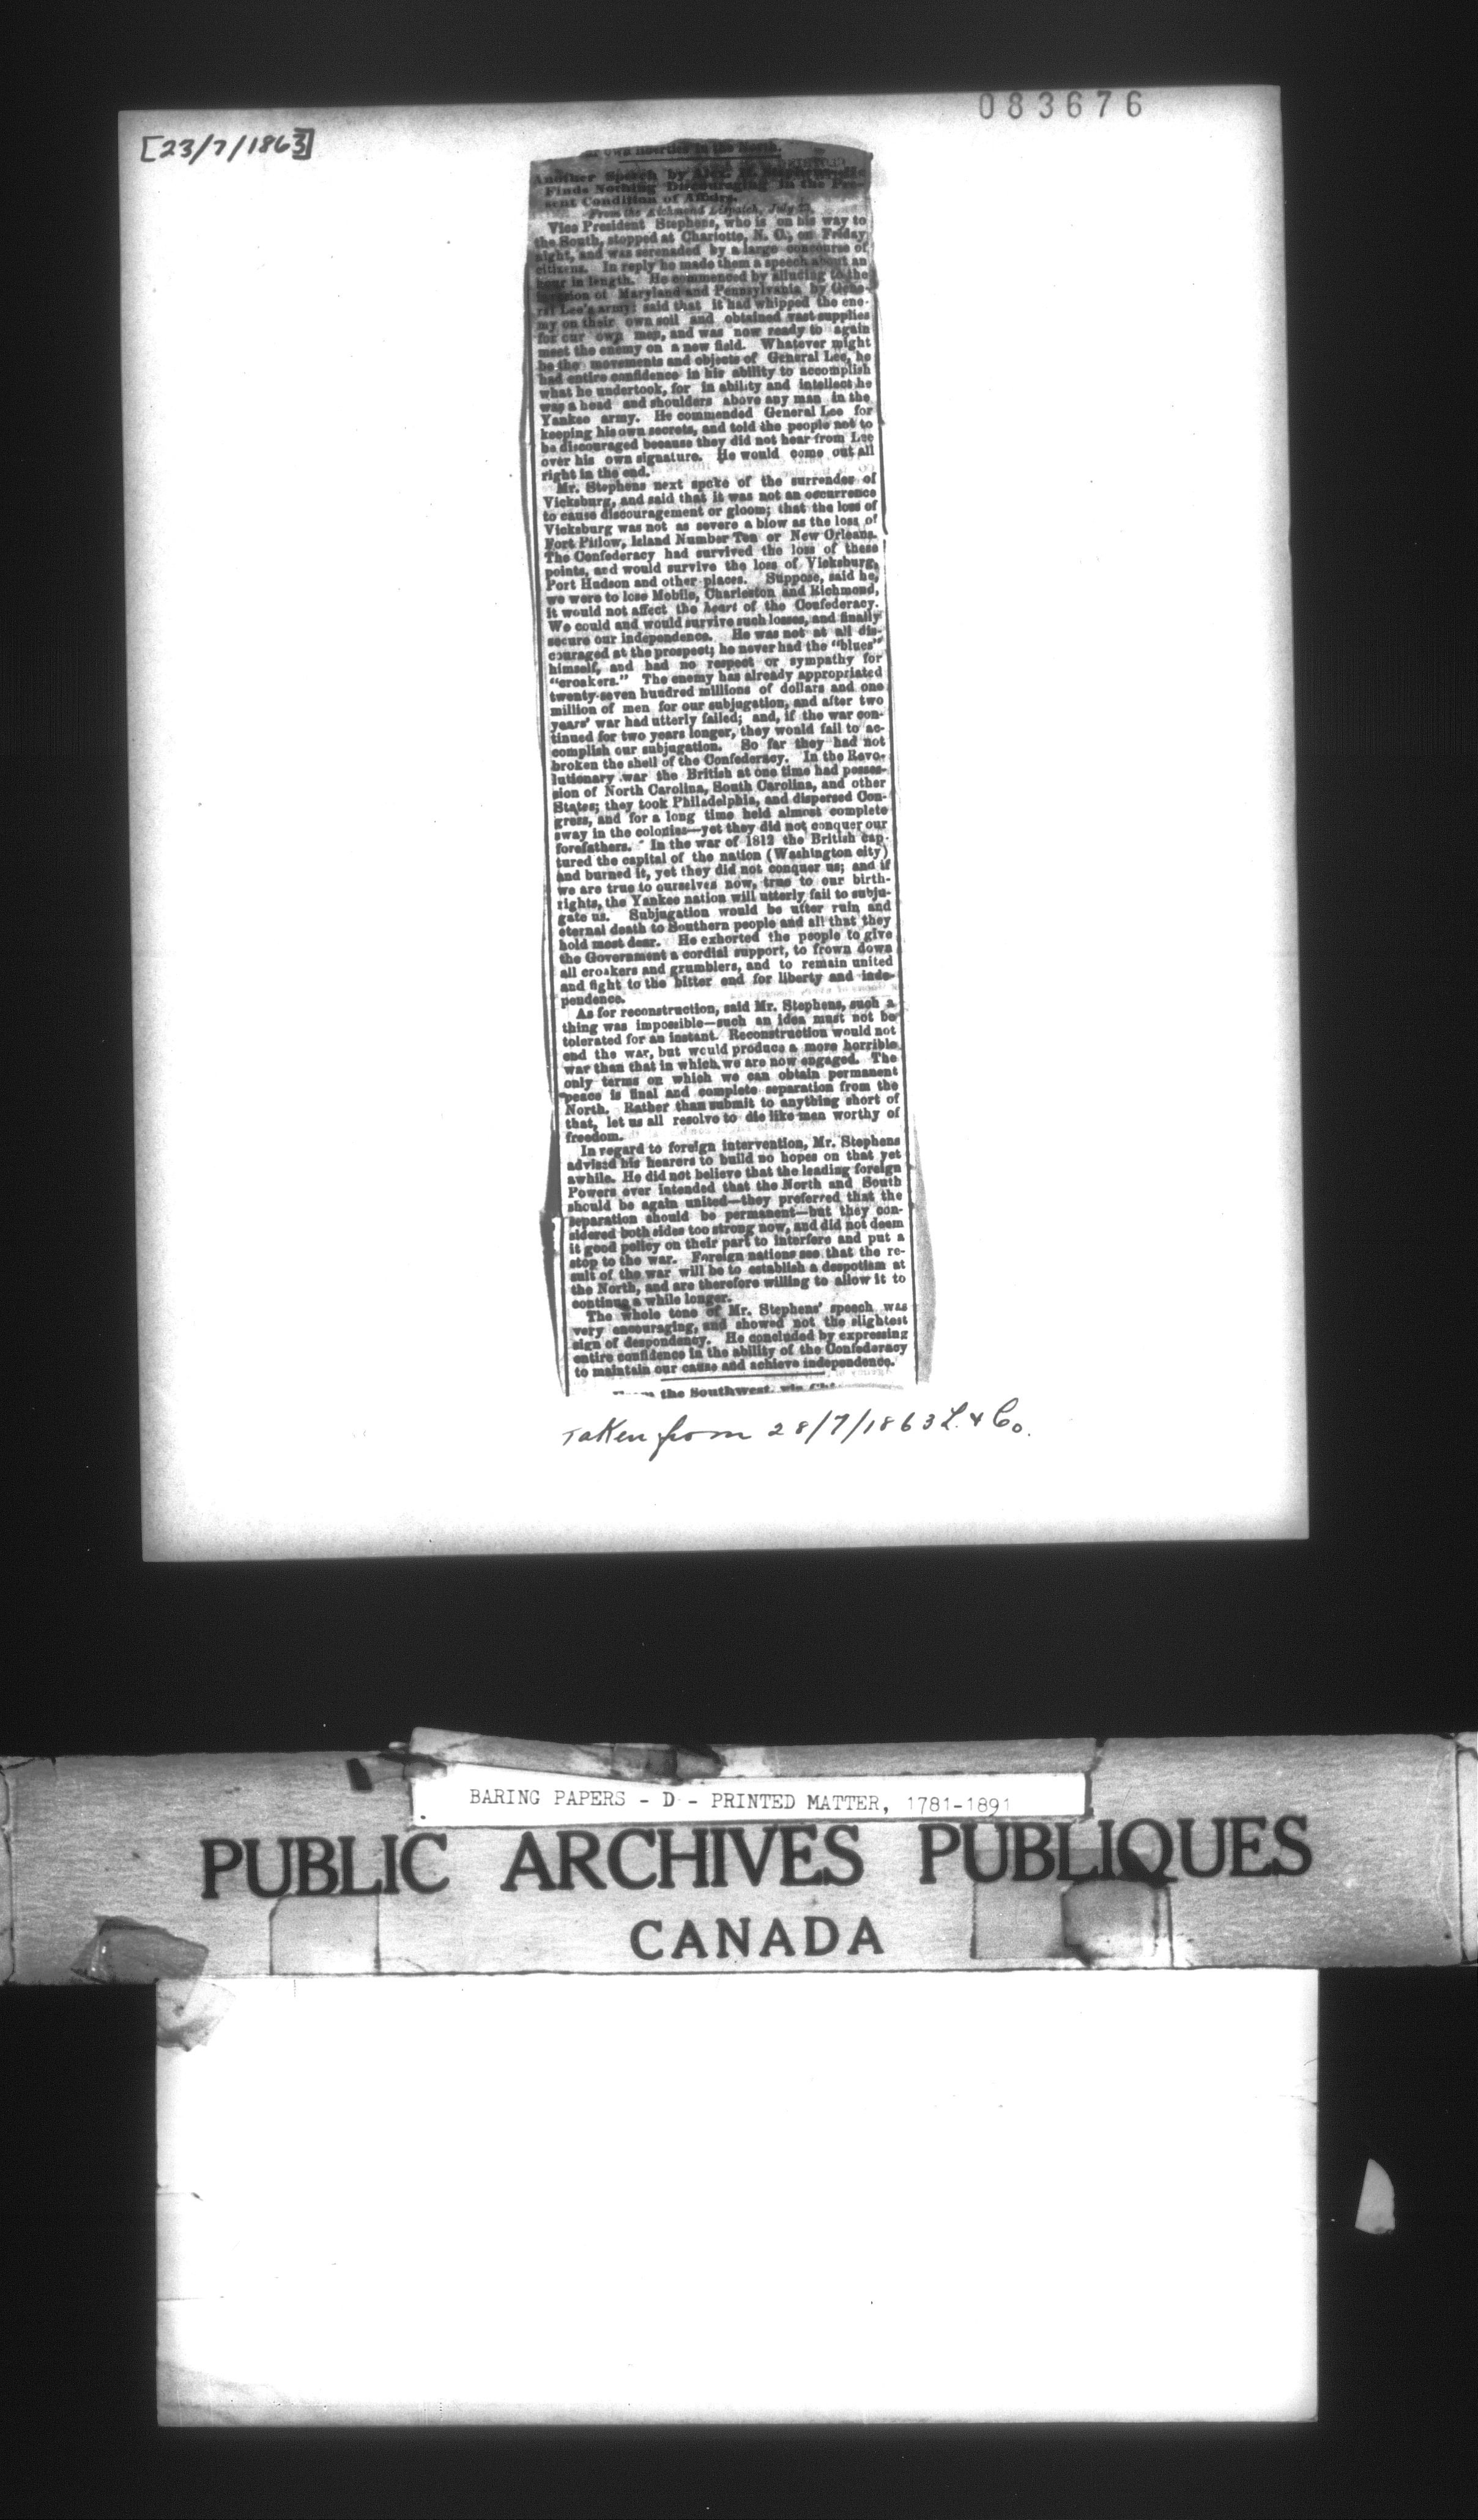 083676
[23/7/1863]
own liberties in the North.
Another Speech by Alex. H. Stephens—He
Finds Nothing Discouraging in the Pre-
sent Condition of Affairs.
From the Richmond Dispatch, July 23.
Vice President Stephens, who is on his way to
the South, stopped at Charlotte, N. C., on Friday
night, and was serenaded by a large concourse of
citizens. In reply he made them a speech about an
hour in length. He commenced by alluding to the
invasion of Maryland and Pennsylvania by Gene-
ral Lee's army; said that it had whipped the ene-
my on their own soil and obtained vast supplies
for our own men, and was now ready to again
meet the enemy on a new field. Whatever might
be the movements and objects of General Lee, he
had entire confidence in his ability to accomplish
what he undertook, for in ability and intellect he
was a head and shoulders above any man in the
Yankee army. He commended General Lee for
keeping his own secrets, and told the people not to
be discouraged because they did not hear from Lee
over his own signature. He would come out all
right in the end.
Mr. Stephens next spoke of the surrender of
Vicksburg, and said that it was not an occurrence
to cause discouragement or gloom; that the loss of
Vicksburg was not as severe a blow as the loss of
Fort Pillow, Island Number Ten or New Orleans.
The Confederacy had survived the loss of these
points, and would survive the loss of Vicksburg,
Port Hudson and other places. Suppose, said he,
we were to lose Mobile, Charleston and Richmond,
it would not affect the heart of the Confederacy.
We could and would survive such losses, and finally
secure our independence. He was not at all dis-
couraged at the prospect; he never had the "blues"
himself, and had no respect or sympathy for
"croakers." The enemy has already appropriated
twenty-seven hundred millions of dollars and one
million of men for our subjugation, and after two
years' war had utterly failed; and, if the war con-
tinued for two years longer, they would fail to ac-
complish our subjugation. So far they had not
broken the shell of the Confederacy. In the Revo-
lutionary war the British at one time had posses-
sion of North Carolina, South Carolina, and other
States; they took Philadelphia, and dispersed Con-
gress, and for a long time held almost complete
sway in the colonies—yet they did not conquer our
forefathers. In the war of 1812 the British cap-
tured the capital of the nation (Washington city)
and burned it, yet they did not conquer us; and if
we are true to ourselves now, true to our birth-
rights, the Yankee nation will utterly fail to subju-
gate us. Subjugation would be utter ruin and
eternal death to Southern people and all that they
hold most dear. He exhorted the people to give
the Government a cordial support, to frown down
all croakers and grumblers, and to remain united
and fight to the bitter end for liberty and inde-
pendence.
As for reconstruction, said Mr. Stephens, such a
thing was impossible—such an idea must not be
tolerated for an instant. Reconstruction would not
end the war, but would produce a more horrible
war than that in which we are now engaged. The
only terms on which we can obtain permanent
peace is final and complete separation from the
North. Rather than submit to anything short of
that, let us all resolve to die like men worthy of
freedom.
In regard to foreign intervention, Mr. Stephens
advised his hearers to build no hopes on that yet
awhile. He did not believe that the leading foreign
Powers ever intended that the North and South
should be again united—they preferred that the
separation should be permanent—but they con-
sidered both sides too strong now, and did not deem
it good policy on their part to interfere and put a
stop to the war. Foreign nations see that the re-
sult of the war will be to establish a despotism at
the North, and are therefore willing to allow it to
continue a while longer.
The whole tone of Mr. Stephens' speech was
very encouraging, and showed not the slightest
sign of despondency. He concluded by expressing
entire confidence in the ability of the Confederacy
to maintain our cause and achieve independence.
the Southwest, via
Taken from 28/7/1863 L. & Co.
BARING PAPERS - D - PRINTED MATTER, 1781-1891
PUBLIC ARCHIVES PUBLIQUES
CANADA